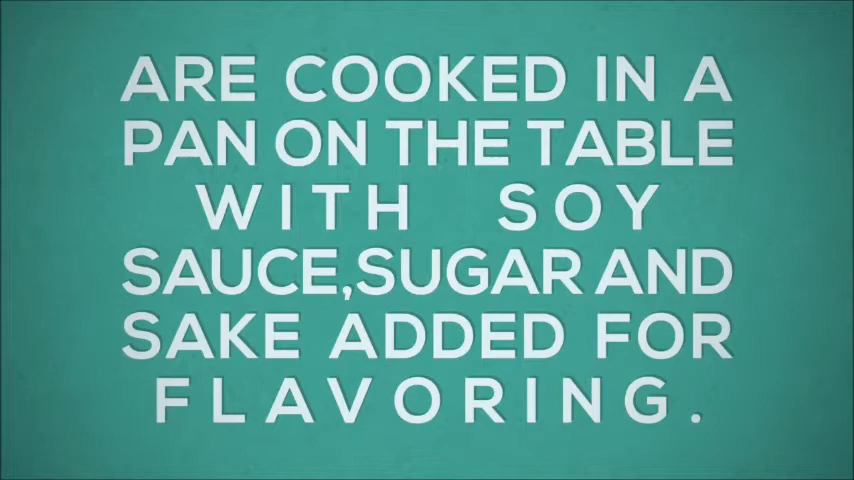 ARE COOKED IN A
PAN ON THE TABLE
WITH SOY
SAUCE,SUGAR AND
SAKE ADDED FOR
FLAVORING.